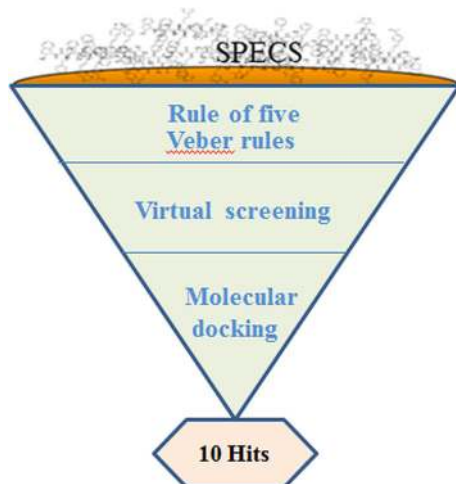 SPECS
Rule of five
Veber rules
Virtual screening
Molecular
docking
10 Hits